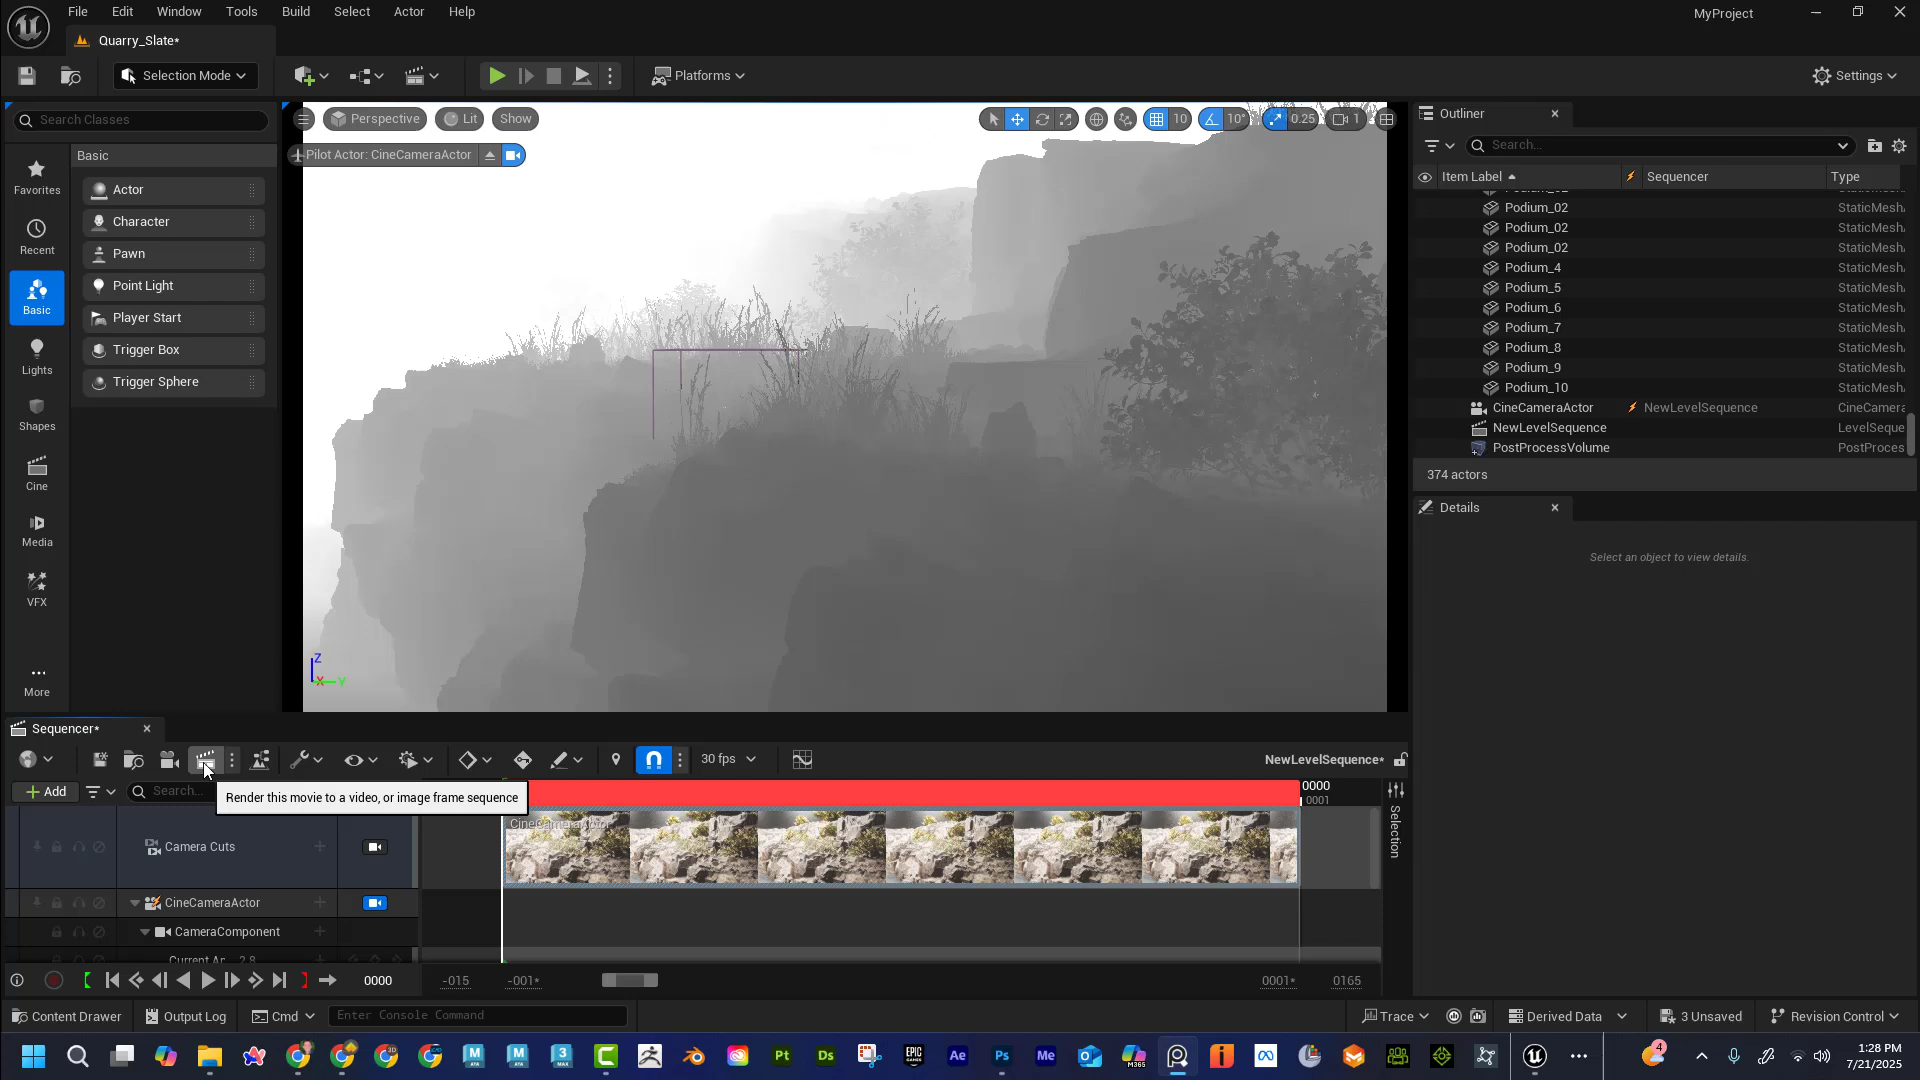 File Edit Window Tools Build Select Actor Help
MyProject
Quarry_Slate*
Selection Mode
Platforms
Settings
Search Classes
Basic
Favorites
Recent
Basic
Lights
Shapes
Cine
Media
VFX
More
Actor
Character
Pawn
Point Light
Player Start
Trigger Box
Trigger Sphere
Perspective Lit Show
10 10° 0.25 1
Pilot Actor: CineCameraActor
Z
X Y
Outliner
Search...
Item Label Sequencer Type
Podium_02 StaticMesh
Podium_02 StaticMesh
Podium_02 StaticMesh
Podium_4 StaticMesh
Podium_5 StaticMesh
Podium_6 StaticMesh
Podium_7 StaticMesh
Podium_8 StaticMesh
Podium_9 StaticMesh
Podium_10 StaticMesh
CineCameraActor NewLevelSequence CineCamera
NewLevelSequence LevelSeque
PostProcessVolume PostProces
374 actors
Details
Select an object to view details.
Sequencer*
30 fps
NewLevelSequence*
Add
Search...
Render this movie to a video, or image frame sequence
0000
0001
Selection
Camera Cuts
CineCameraActor
CineCameraActor
CameraComponent
Current Ap 2.8
0000
-015 -001* 0001* 0165
Content Drawer Output Log Cmd Enter Console Command
Trace Derived Data 3 Unsaved Revision Control
1:28 PM
7/21/2025
4